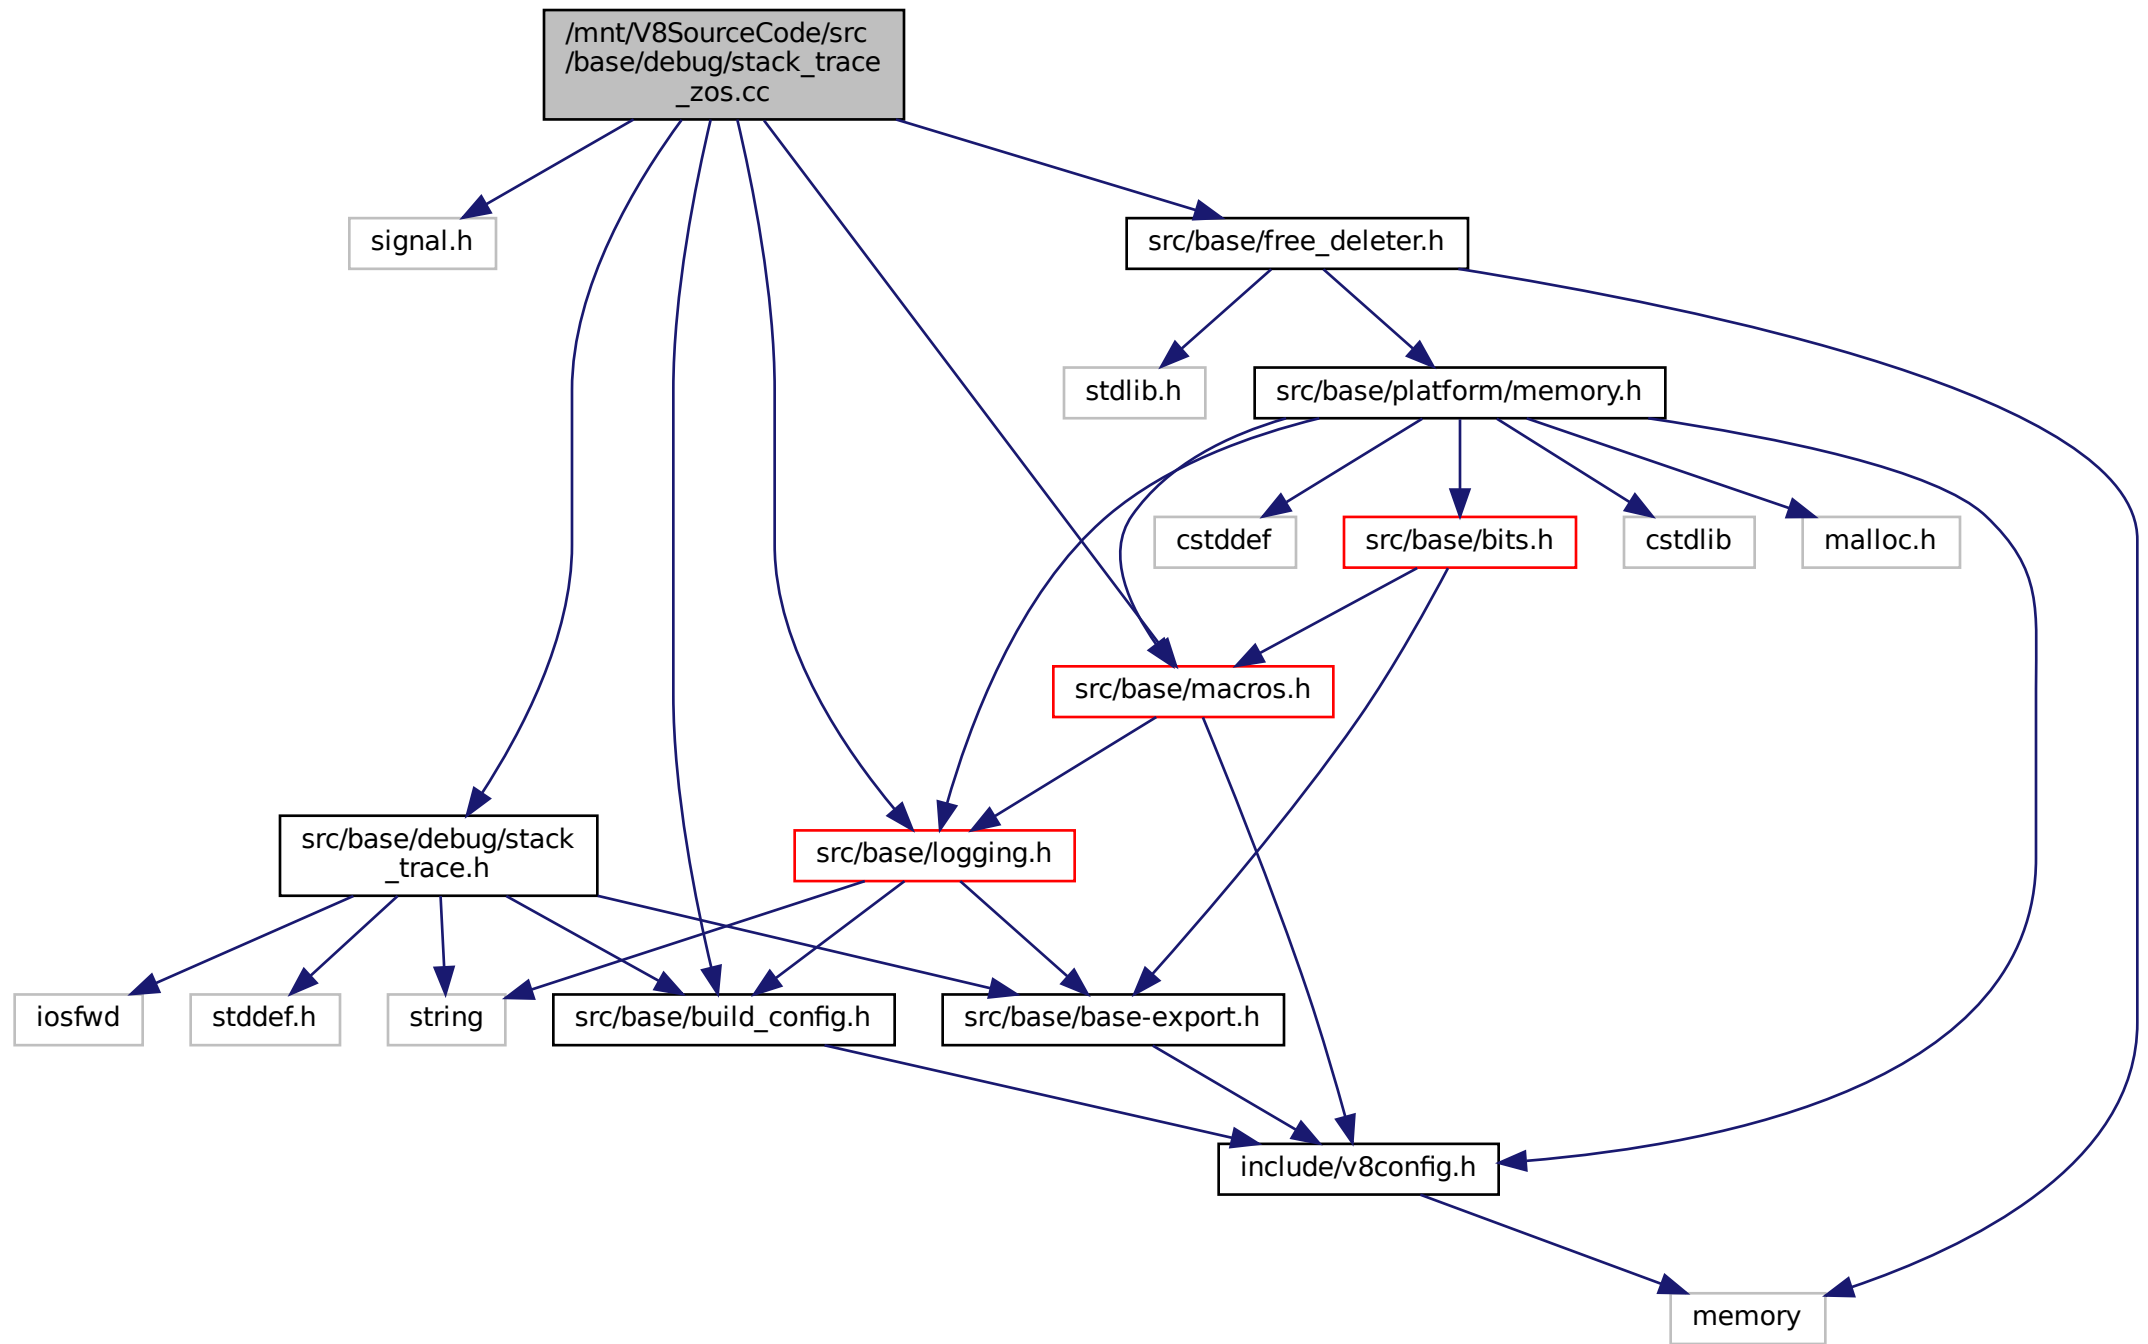 /mnt/V8SourceCode/src
/base/debug/stack_trace
_zos.cc
signal.h
src/base/free_deleter.h
stdlib.h
src/base/platform/memory.h
cstddef
src/base/bits.h
cstdlib
malloc.h
src/base/macros.h
src/base/debug/stack
_trace.h
src/base/logging.h
iosfwd
stddef.h
string
src/base/build_config.h
src/base/base-export.h
include/v8config.h
memory